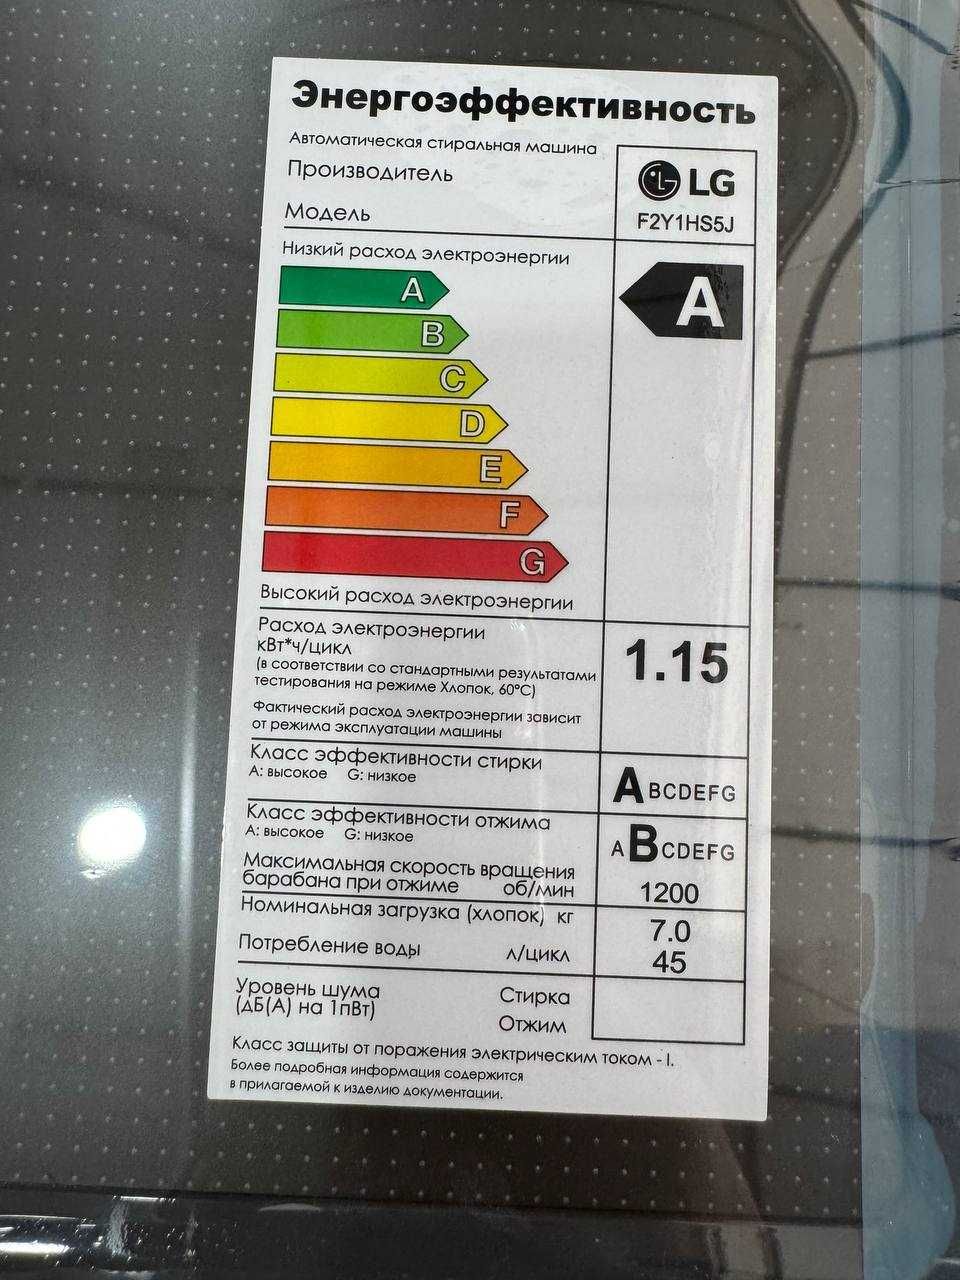 Энергоэффективность
Автоматическая стиральная машина
Производитель
LG
Модель
F2Y1HS5J
Низкий расход электроэнергии
A
A
B
C
D
E
F
G
Высокий расход электроэнергии
Расход электроэнергии
кВт*ч/цикл
1.15
(в соответствии со стандартными результатами
тестирования на режиме Хлопок, 60°C)
Фактический расход электроэнергии зависит
от режима эксплуатации машины
Класс эффективности стирки
А: высокое G: низкое
ABCDEFG
Класс эффективности отжима
А: высокое G: низкое
ABCDEFG
Максимальная скорость вращения
барабана при отжиме об/мин
1200
Номинальная загрузка (хлопок) кг
7.0
Потребление воды л/цикл
45
Уровень шума Стирка
(дБ(А) на 1пВт) Отжим
Класс защиты от поражения электрическим током - I.
Более подробная информация содержится
в прилагаемой к изделию документации.